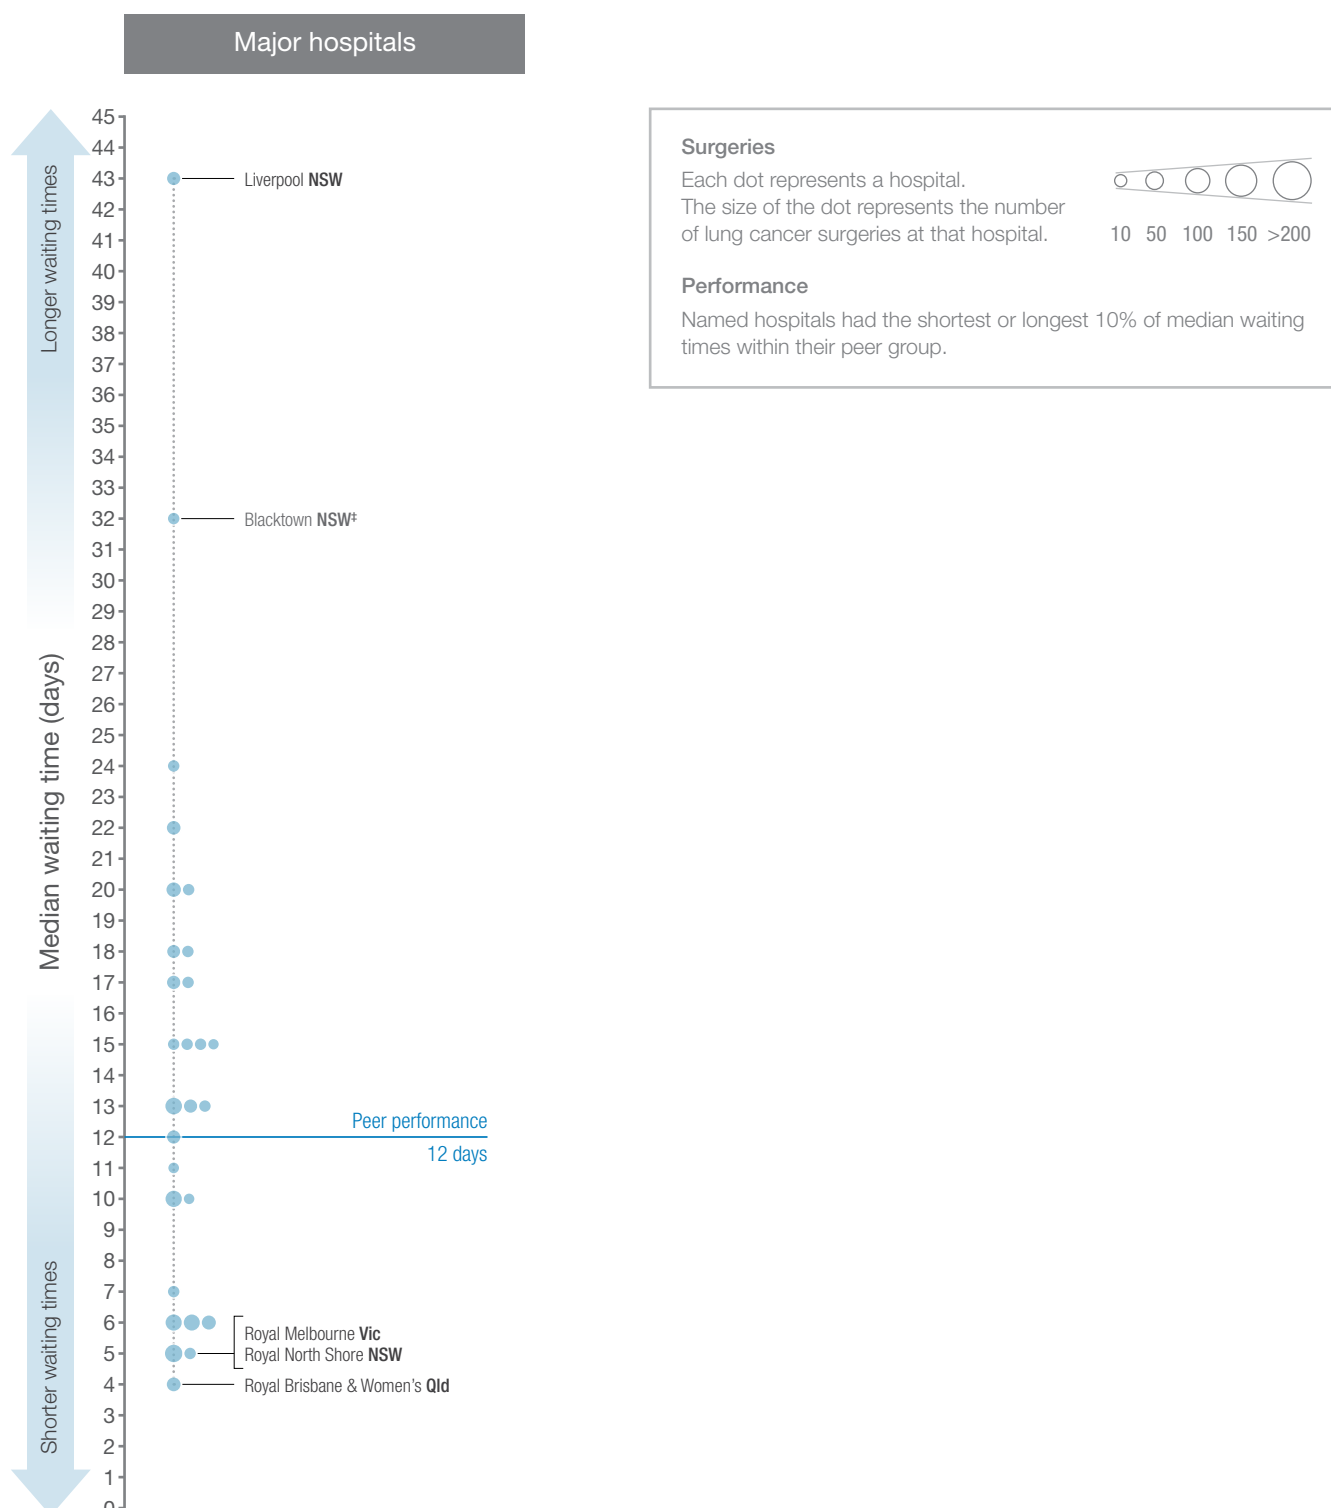 Major hospitals
Surgeries
Each dot represents a hospital.
The size of the dot represents the number
of lung cancer surgeries at that hospital.
10 50 100 150 >200
Performance
Named hospitals had the shortest or longest 10% of median waiting
times within their peer group.
Longer waiting times
Median waiting time (days)
Shorter waiting times
45
44
43
42
41
40
39
38
37
36
35
34
33
32
31
30
29
28
27
26
25
24
23
22
21
20
19
18
17
16
15
14
13
12
11
10
9
8
7
6
5
4
3
2
1
0
Liverpool NSW
Blacktown NSW‡
Peer performance
12 days
Royal Melbourne Vic
Royal North Shore NSW
Royal Brisbane & Women's Qld